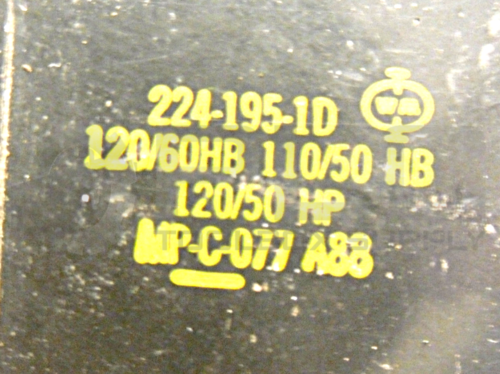 224-195-1D
120/60HB 110/50 HB
120/50 HP
MP-C-077 A88